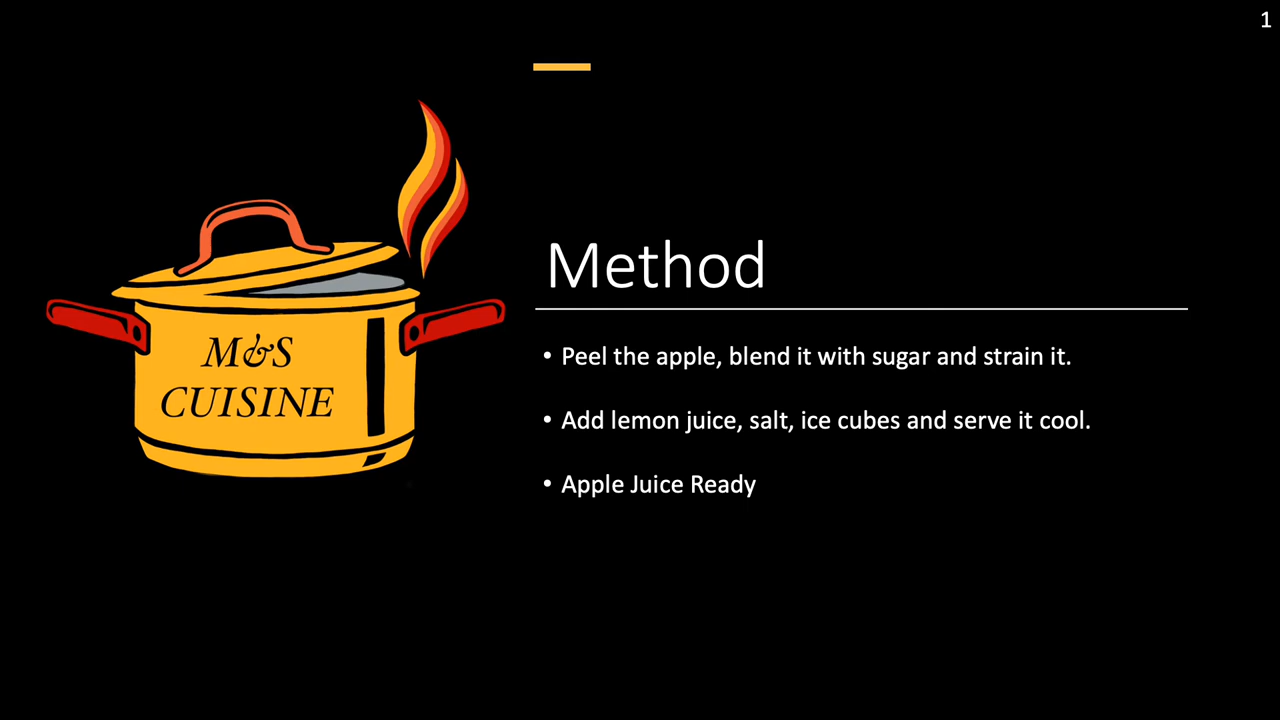 1
M&S
CUISINE
Method
• Peel the apple, blend it with sugar and strain it.
• Add lemon juice, salt, ice cubes and serve it cool.
• Apple Juice Ready